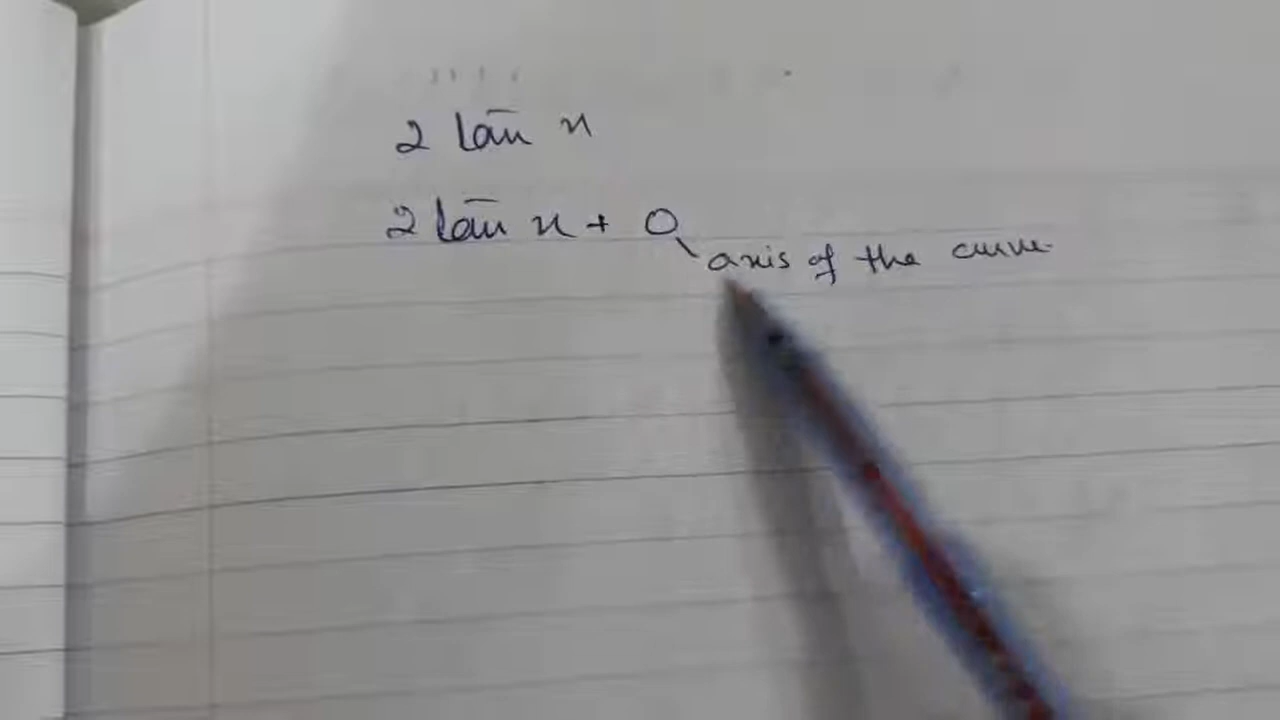 2 tan x
2 tan x + 0
axis of the curve